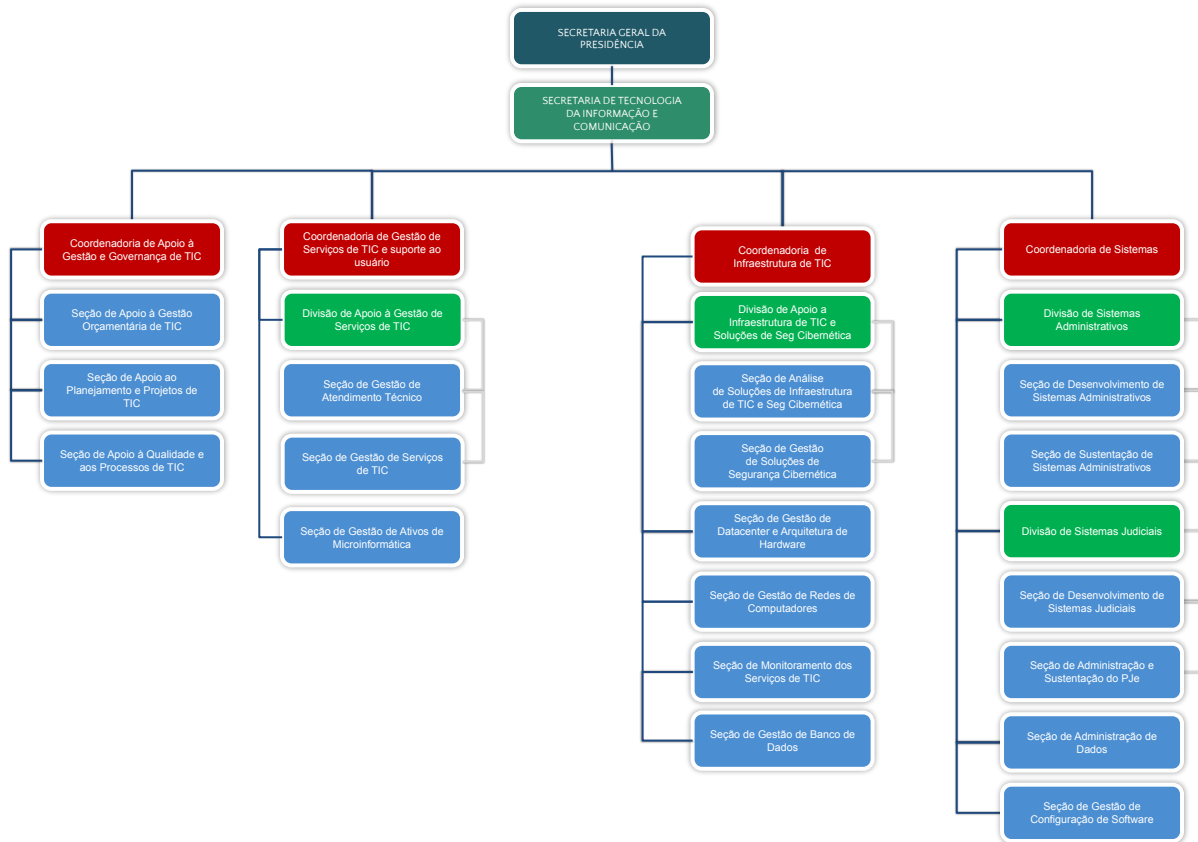 SECRETARIA GERAL DA
PRESIDÊNCIA
SECRETARIA DE TECNOLOGIA
DA INFORMAÇÃO E
COMUNICAÇÃO
Coordenadoria de Apoio à
Gestão e Governança de TIC
Seção de Apoio à Gestão
Orçamentária de TIC
Seção de Apoio ao
Planejamento e Projetos de
TIC
Seção de Apoio à Qualidade e
aos Processos de TIC
Coordenadoria de Gestão de
Serviços de TIC e suporte ao
usuário
Divisão de Apoio à Gestão de
Serviços de TIC
Seção de Gestão de
Atendimento Técnico
Seção de Gestão de Serviços
de TIC
Seção de Gestão de Ativos de
Microinformática
Coordenadoria de
Infraestrutura de TIC
Divisão de Apoio a
Infraestrutura de TIC e
Soluções de Seg Cibernética
Seção de Análise
de Soluções de Infraestrutura
de TIC e Seg Cibernética
Seção de Gestão
de Soluções de
Segurança Cibernética
Seção de Gestão de
Datacenter e Arquitetura de
Hardware
Seção de Gestão de Redes de
Computadores
Seção de Monitoramento dos
Serviços de TIC
Seção de Gestão de Banco de
Dados
Coordenadoria de Sistemas
Divisão de Sistemas
Administrativos
Seção de Desenvolvimento de
Sistemas Administrativos
Seção de Sustentação de
Sistemas Administrativos
Divisão de Sistemas Judiciais
Seção de Desenvolvimento de
Sistemas Judiciais
Seção de Administração e
Sustentação do PJe
Seção de Administração de
Dados
Seção de Gestão de
Configuração de Software